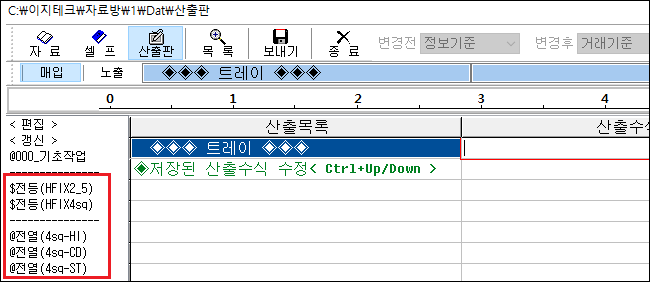 C:₩이지테크₩자료방₩1₩Dat₩산출판
자 료 셀 프 산출판 목 록 보내기 종 료 변경전 정보기준 변경후 거래기준
매입 노출 ◈◈◈ 트레이 ◈◈◈
0 1 2 3 4
< 편집 > 산출목록 산출수식
< 갱신 > ◈◈◈ 트레이 ◈◈◈
@000_기초작업 ◈저장된 산출수식 수정< Ctrl+Up/Down >
--------------
$전등(HFIX2_5)
$전등(HFIX4sq)
--------------
@전열(4sq-HI)
@전열(4sq-CD)
@전열(4sq-ST)